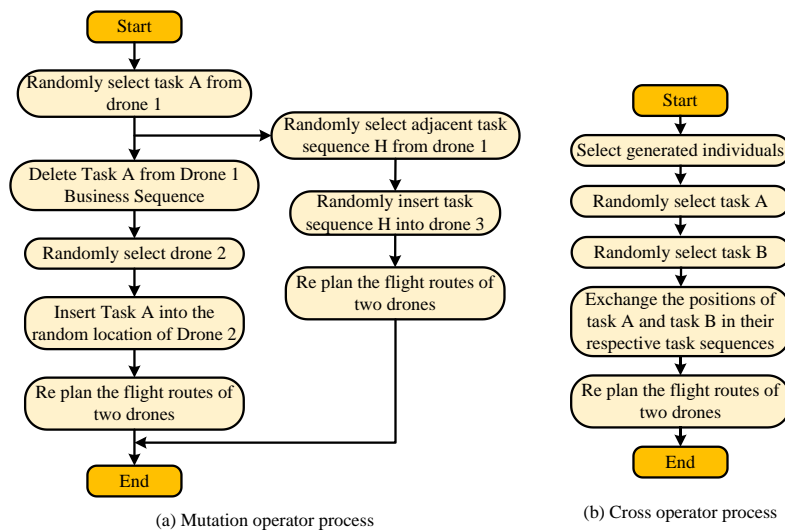 Start
Randomly select task A from
drone 1
Delete Task A from Drone 1
Business Sequence
Randomly select drone 2
Insert Task A into the
random location of Drone 2
Re plan the flight routes of
two drones
End
Randomly select adjacent task
sequence H from drone 1
Randomly insert task
sequence H into drone 3
Re plan the flight routes of
two drones
(a) Mutation operator process
Start
Select generated individuals
Randomly select task A
Randomly select task B
Exchange the positions of
task A and task B in their
respective task sequences
Re plan the flight routes of
two drones
End
(b) Cross operator process